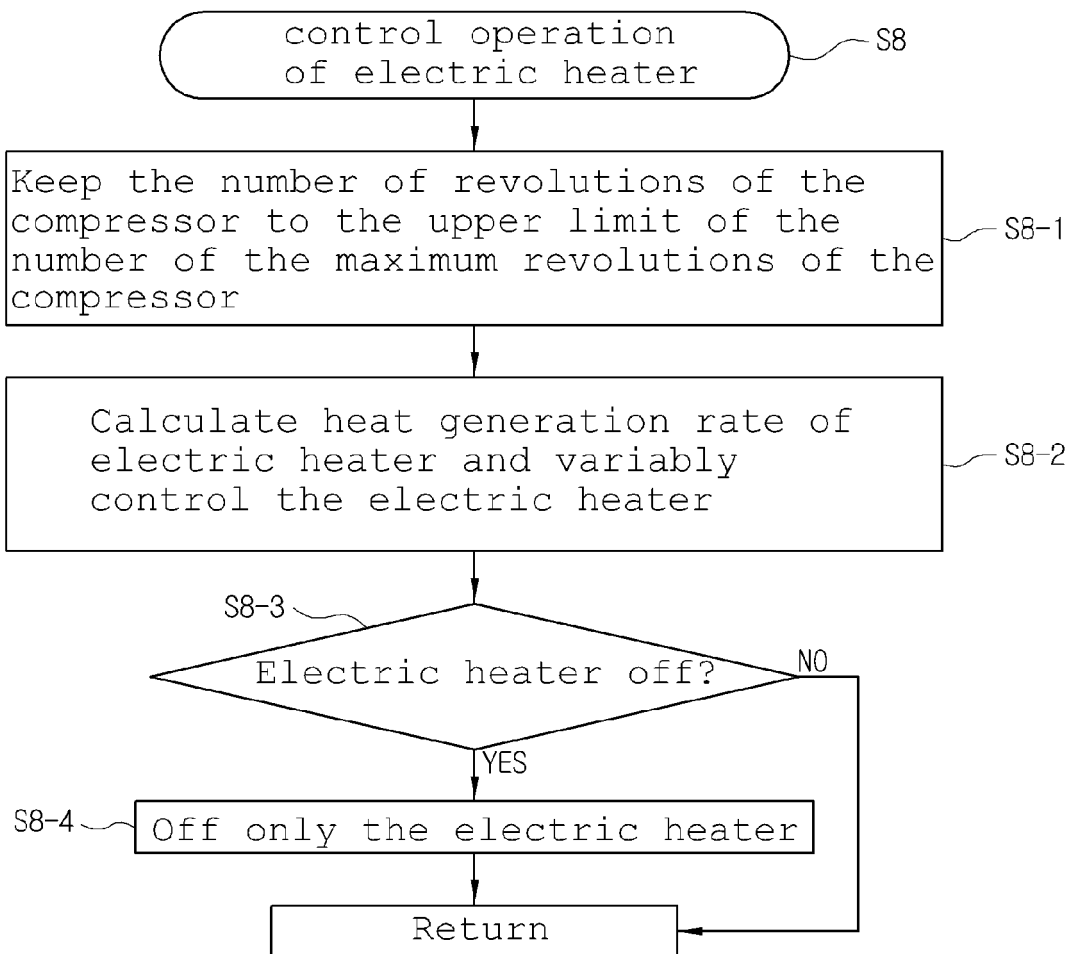 control operation
of electric heater
S8
Keep the number of revolutions of the
compressor to the upper limit of the
number of the maximum revolutions of the
compressor
S8-1
Calculate heat generation rate of
electric heater and variably
control the electric heater
S8-2
S8-3
Electric heater off?
NO
YES
S8-4
Off only the electric heater
Return